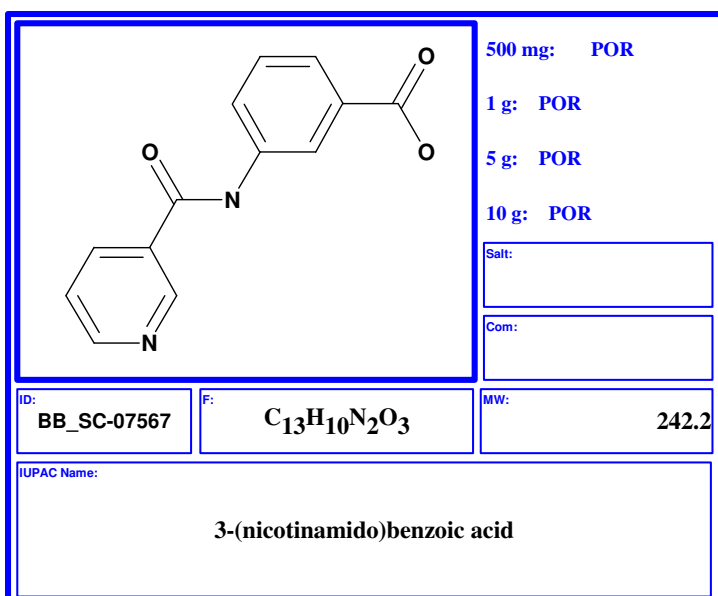 O
O
O
N
N
500 mg: POR
1 g: POR
5 g: POR
10 g: POR
Salt:
Com:
ID:
BB_SC-07567
F:
C13H10N2O3
MW:
242.2
IUPAC Name:
3-(nicotinamido)benzoic acid